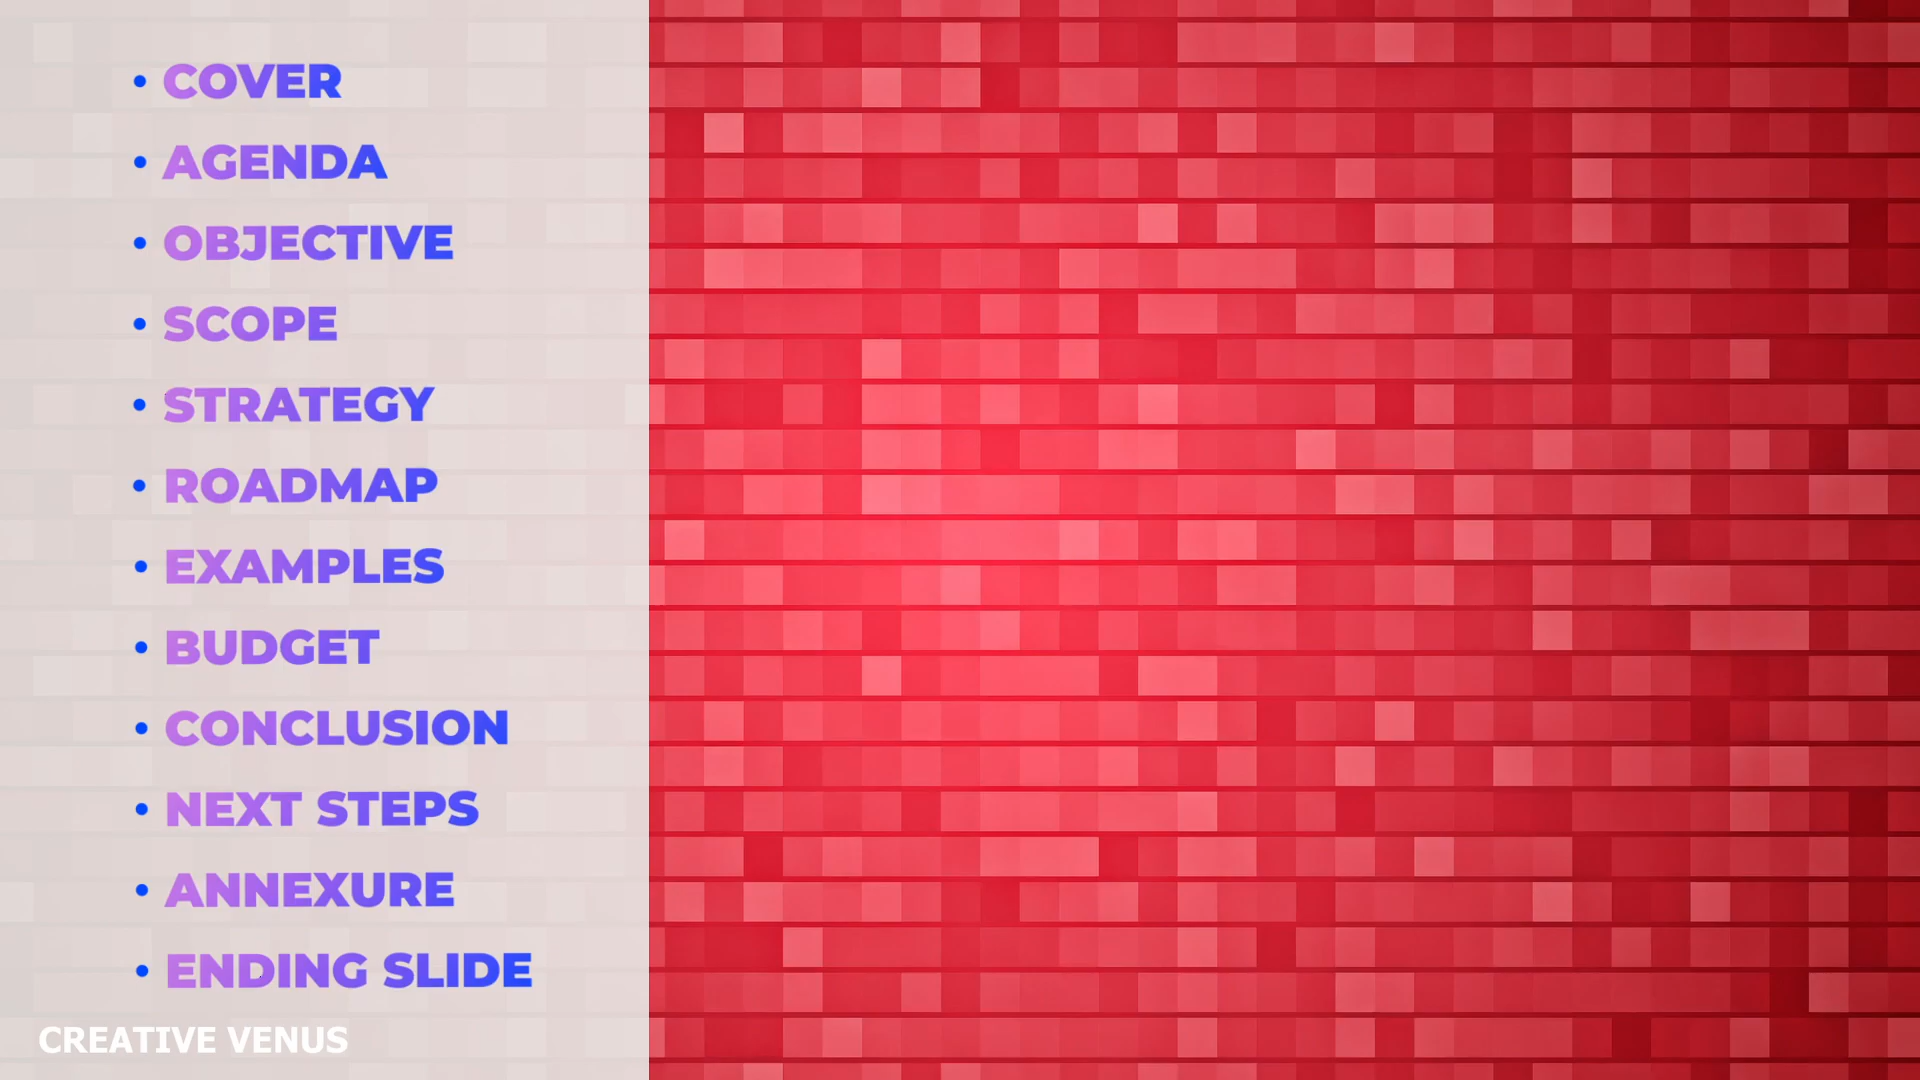 • COVER
• AGENDA
• OBJECTIVE
• SCOPE
• STRATEGY
• ROADMAP
• EXAMPLES
• BUDGET
• CONCLUSION
• NEXT STEPS
• ANNEXURE
• ENDING SLIDE
CREATIVE VENUS